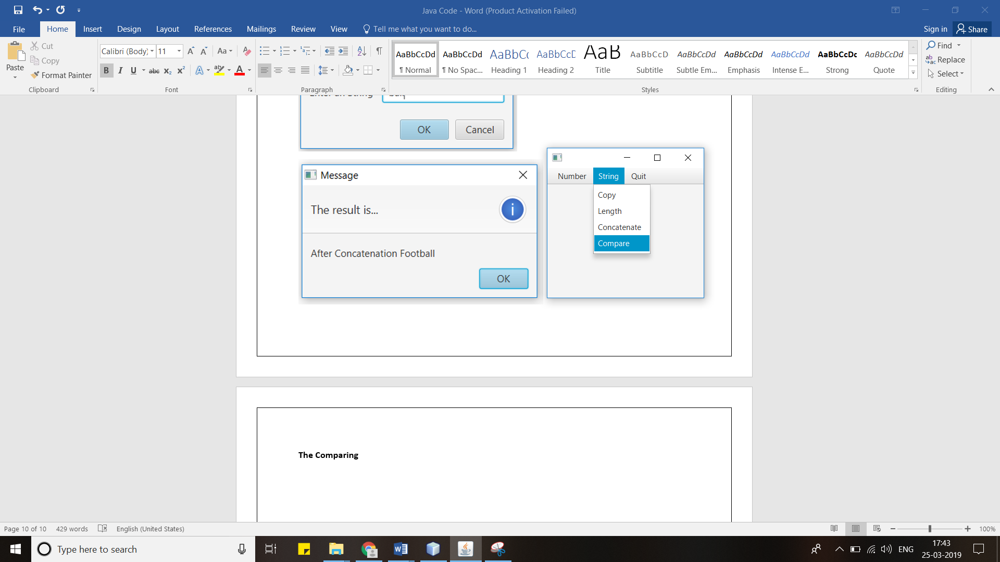 Java Code - Word (Product Activation Failed)
File Home Insert Design Layout References Mailings Review View Tell me what you want to do... Sign in Share
Paste
Cut
Copy
Format Painter
Clipboard
Calibri (Body) 11
Font
Paragraph
AaBbCcDd AaBbCcDd AaBbCc AaBbCcD AaB AaBbCcD AaBbCcDd AaBbCcDd AaBbCcDd AaBbCcDc AaBbCcDd
¶ Normal ¶ No Spac... Heading 1 Heading 2 Title Subtitle Subtle Em... Emphasis Intense E... Strong Quote
Styles
Find
Replace
Select
Editing
OK Cancel
Message
The result is...
After Concatenation Football
OK
Number String Quit
Copy
Length
Concatenate
Compare
The Comparing
Page 10 of 10 429 words English (United States) 100%
Type here to search
ENG
17:43
25-03-2019